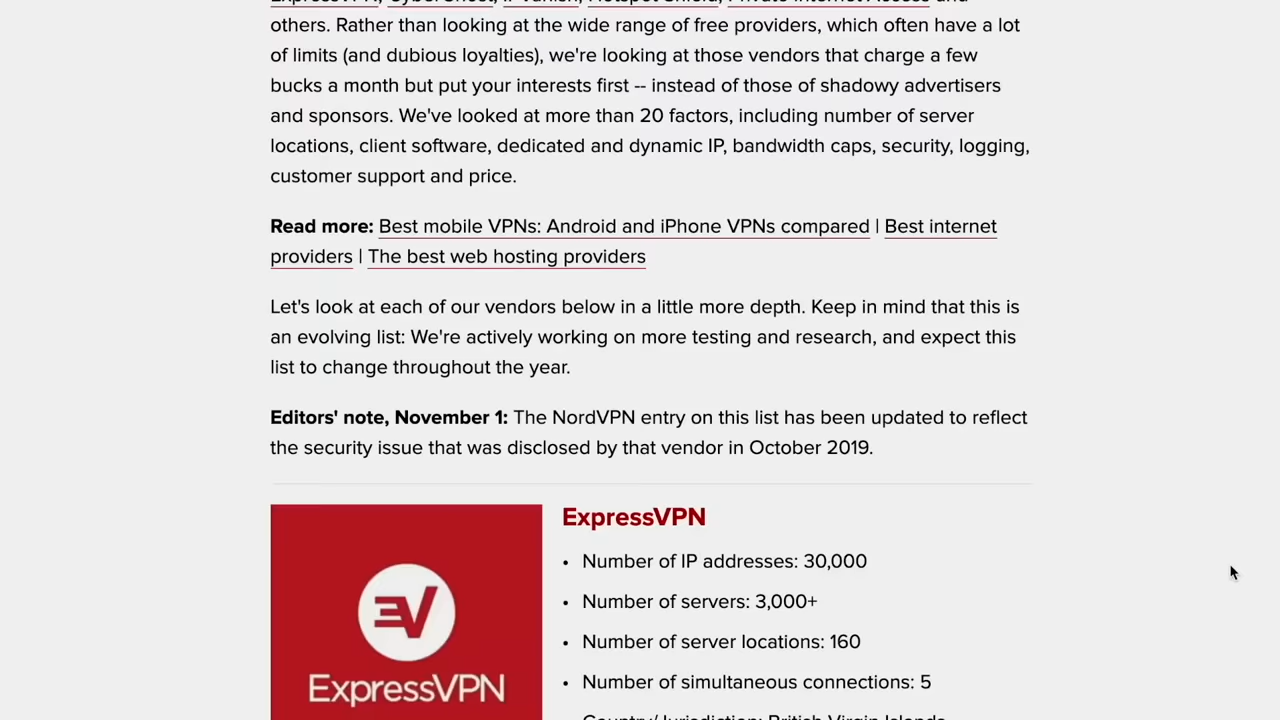 ExpressVPN, CyberGhost, IPVanish, Hotspot Shield, Private Internet Access and
others. Rather than looking at the wide range of free providers, which often have a lot
of limits (and dubious loyalties), we're looking at those vendors that charge a few
bucks a month but put your interests first -- instead of those of shadowy advertisers
and sponsors. We've looked at more than 20 factors, including number of server
locations, client software, dedicated and dynamic IP, bandwidth caps, security, logging,
customer support and price.
Read more: Best mobile VPNs: Android and iPhone VPNs compared | Best internet
providers | The best web hosting providers
Let's look at each of our vendors below in a little more depth. Keep in mind that this is
an evolving list: We're actively working on more testing and research, and expect this
list to change throughout the year.
Editors' note, November 1: The NordVPN entry on this list has been updated to reflect
the security issue that was disclosed by that vendor in October 2019.
ExpressVPN
• Number of IP addresses: 30,000
• Number of servers: 3,000+
• Number of server locations: 160
• Number of simultaneous connections: 5
Country/Jurisdiction: British Virgin Islands
EV
ExpressVPN